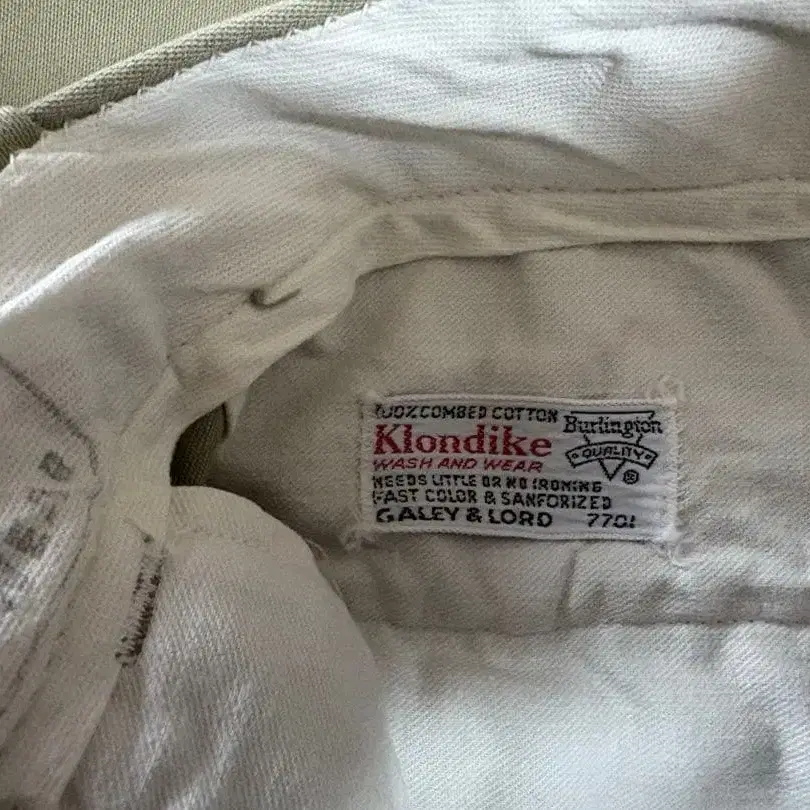 100% COMBED COTTON
Klondike
WASH AND WEAR
NEEDS LITTLE OR NO IRONING
FAST COLOR & SANFORIZED
GALEY & LORD 7701
Burlington
QUALITY
®